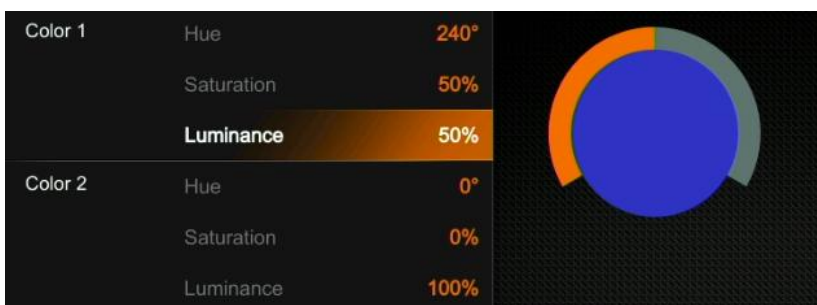 Color 1 Hue 240°
Saturation 50%
Luminance 50%
Color 2 Hue 0°
Saturation 0%
Luminance 100%